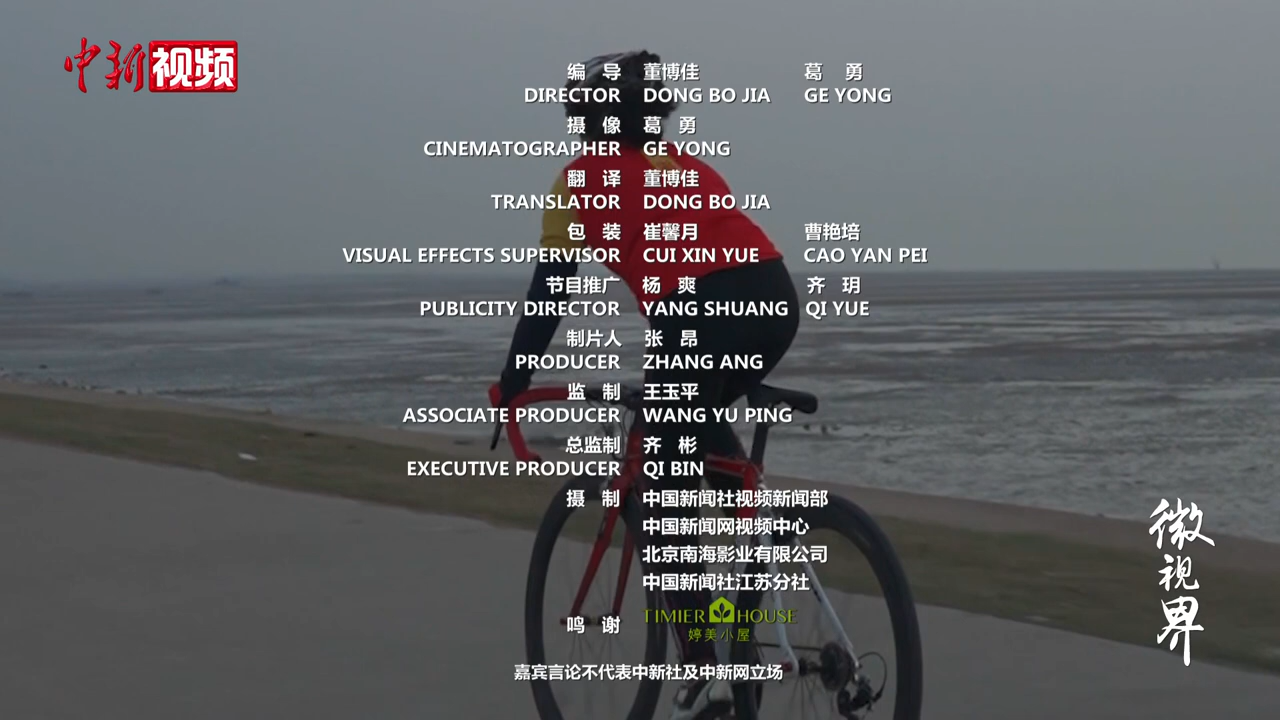 中新视频
编 导 董博佳 葛 勇
DIRECTOR DONG BO JIA GE YONG
摄 像 葛 勇
CINEMATOGRAPHER GE YONG
翻 译 董博佳
TRANSLATOR DONG BO JIA
包 装 崔馨月 曹艳培
VISUAL EFFECTS SUPERVISOR CUI XIN YUE CAO YAN PEI
节目推广 杨 爽 齐 玥
PUBLICITY DIRECTOR YANG SHUANG QI YUE
制片人 张 昂
PRODUCER ZHANG ANG
监 制 王玉平
ASSOCIATE PRODUCER WANG YU PING
总监制 齐 彬
EXECUTIVE PRODUCER QI BIN
摄 制 中国新闻社视频新闻部
中国新闻网视频中心
北京南海影业有限公司
中国新闻社江苏分社
鸣 谢 TIMIER HOUSE
婷美小屋
嘉宾言论不代表中新社及中新网立场
微视界